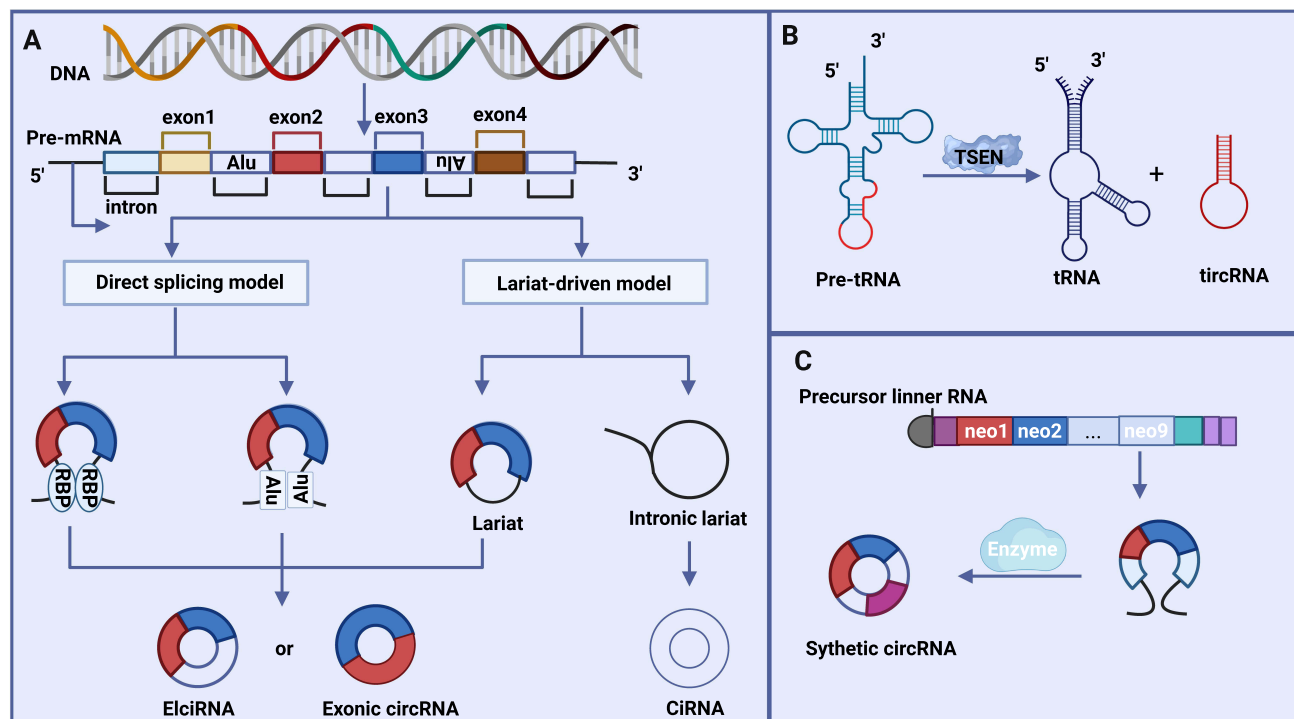 A
DNA
Pre-mRNA
exon1
exon2
exon3
exon4
5'
Alu
Alu
3'
intron
Direct splicing model
Lariat-driven model
RBP
RBP
Alu
Alu
Lariat
Intronic lariat
or
ElciRNA
Exonic circRNA
CiRNA
B
3'
5'
5'
3'
TSEN
+
Pre-tRNA
tRNA
tircRNA
C
Precursor linner RNA
neo1
neo2
...
neo9
Enzyme
Sythetic circRNA